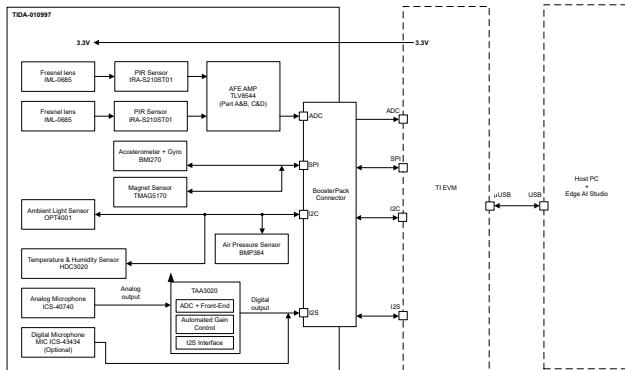 TIDA-010997
3.3V
3.3V
Fresnel lens
IML-0685
PIR Sensor
IRA-S210ST01
AFE AMP
TLV8544
(Part A&B, C&D)
Fresnel lens
IML-0685
PIR Sensor
IRA-S210ST01
ADC
ADC
Accelerometer + Gyro
BMI270
SPI
SPI
Magnet Sensor
TMAG5170
BoosterPack
Connector
TI EVM
µUSB
USB
Host PC
+
Edge AI Studio
Ambient Light Sensor
OPT4001
I2C
I2C
Air Pressure Sensor
BMP384
Temperature & Humidity Sensor
HDC3020
Analog Microphone
ICS-40740
Analog
output
TAA3020
ADC + Front-End
Automated Gain
Control
I2S Interface
Digital
output
I2S
I2S
Digital Microphone
MIC ICS-43434
(Optional)